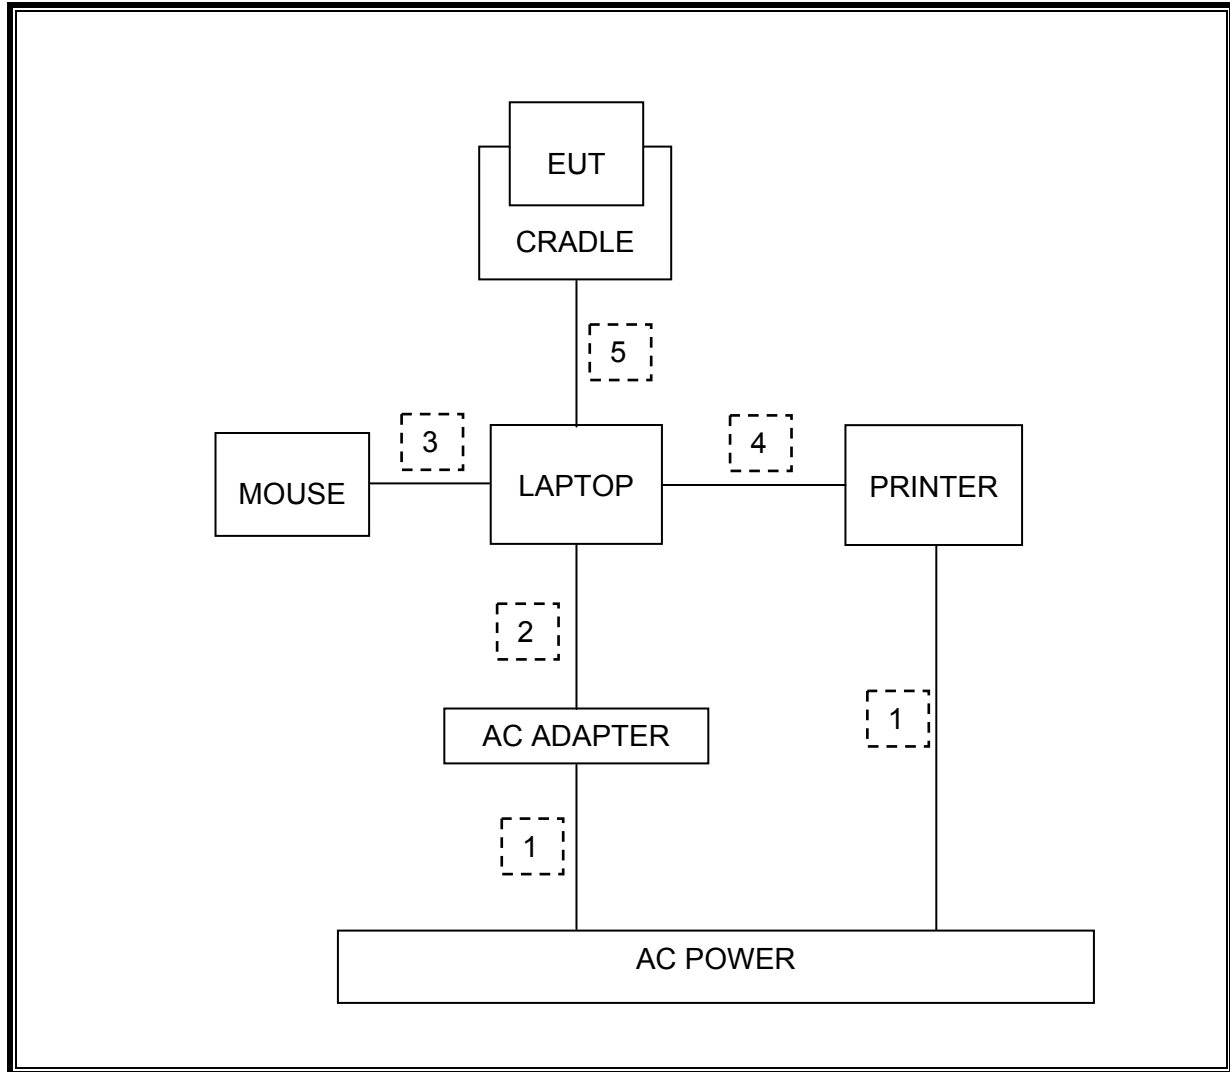 EUT
CRADLE
5
3
4
MOUSE
LAPTOP
PRINTER
2
1
AC ADAPTER
1
AC POWER